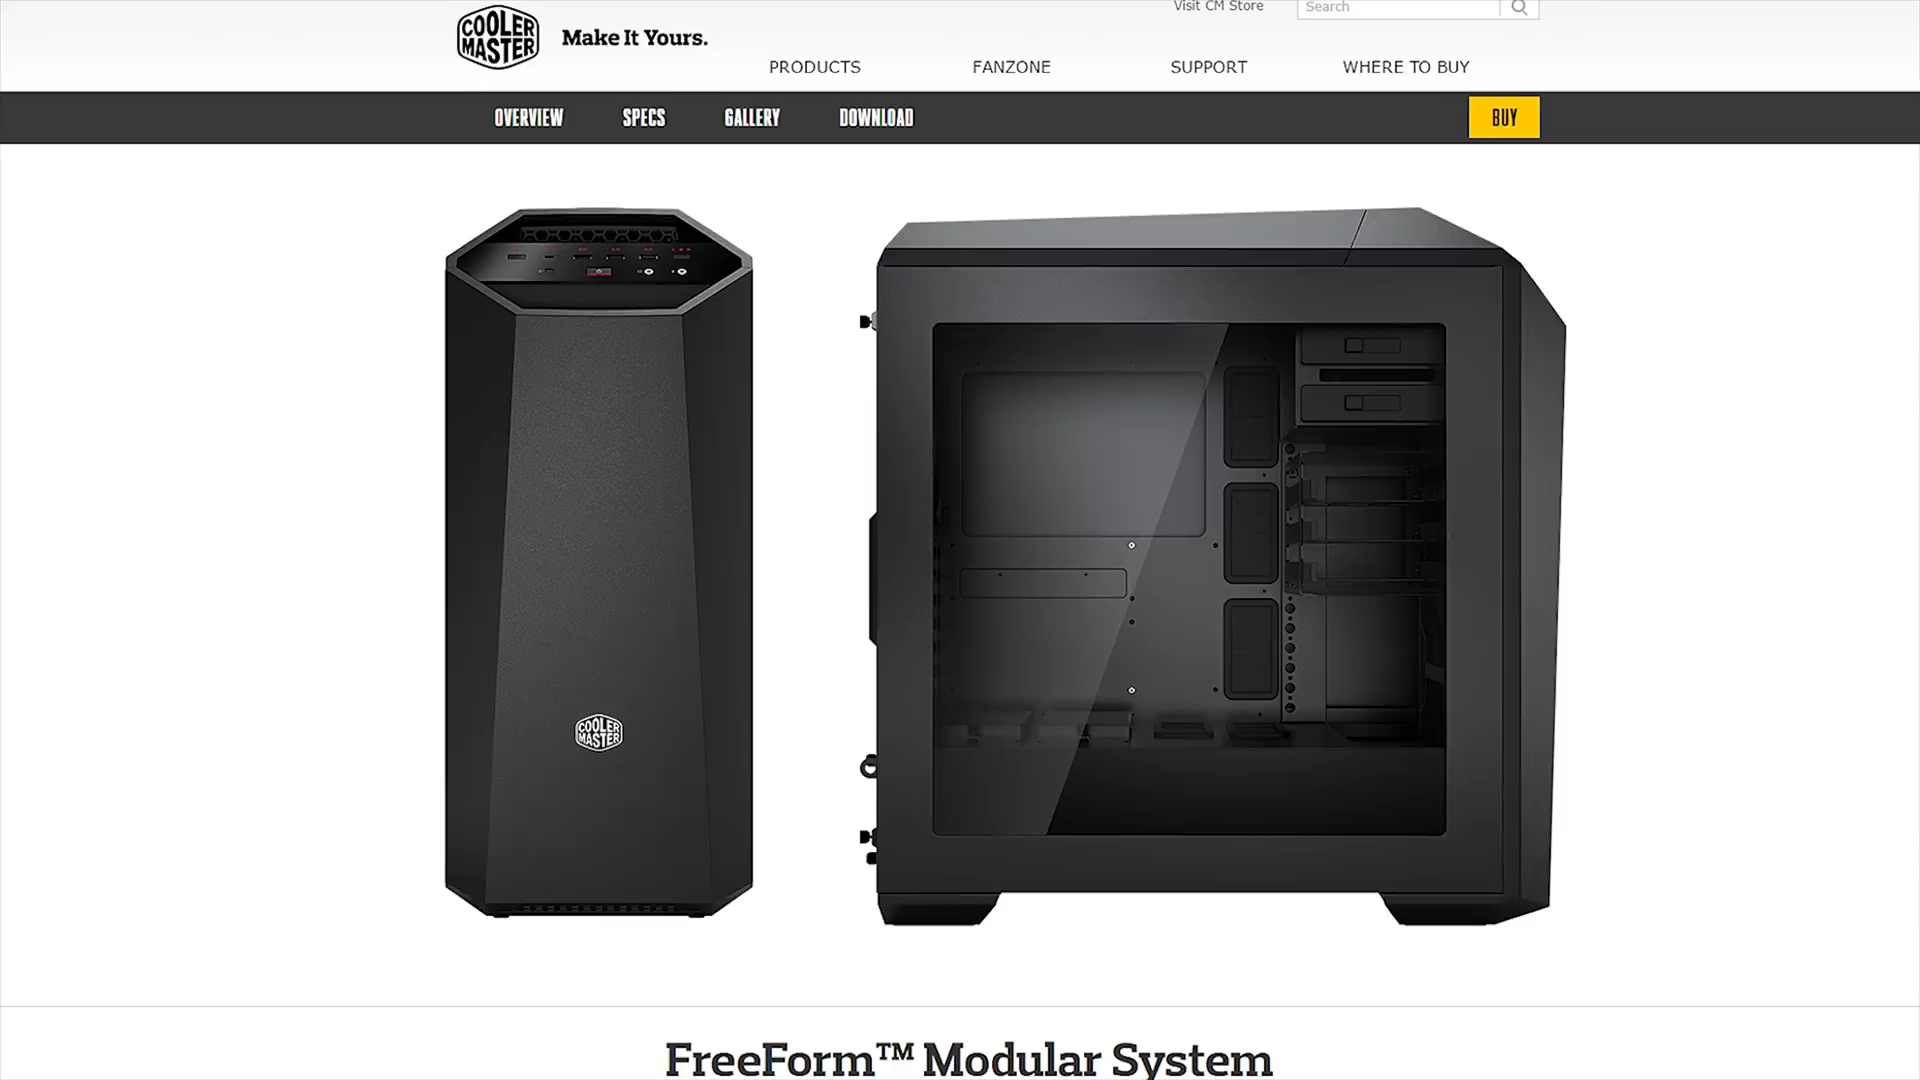 COOLER
MASTER
Make It Yours.
Visit CM Store
Search
PRODUCTS
FANZONE
SUPPORT
WHERE TO BUY
OVERVIEW
SPECS
GALLERY
DOWNLOAD
BUY
COOLER
MASTER
FreeForm™ Modular System